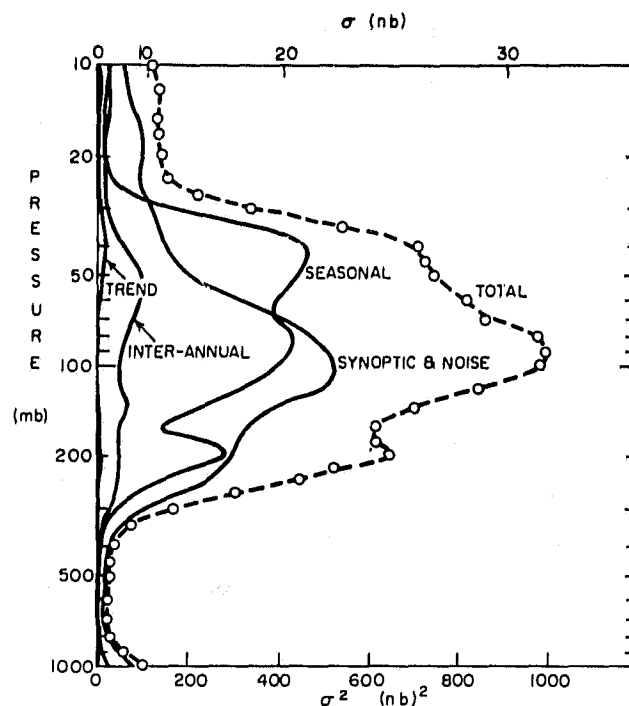 σ (nb)
0 10 20 30
10
20
50
100
200
500
1000
PRESSURE
(mb)
SEASONAL
TREND
TOTAL
INTER-ANNUAL
SYNOPTIC & NOISE
0 200 400 600 800 1000
σ² (nb)²